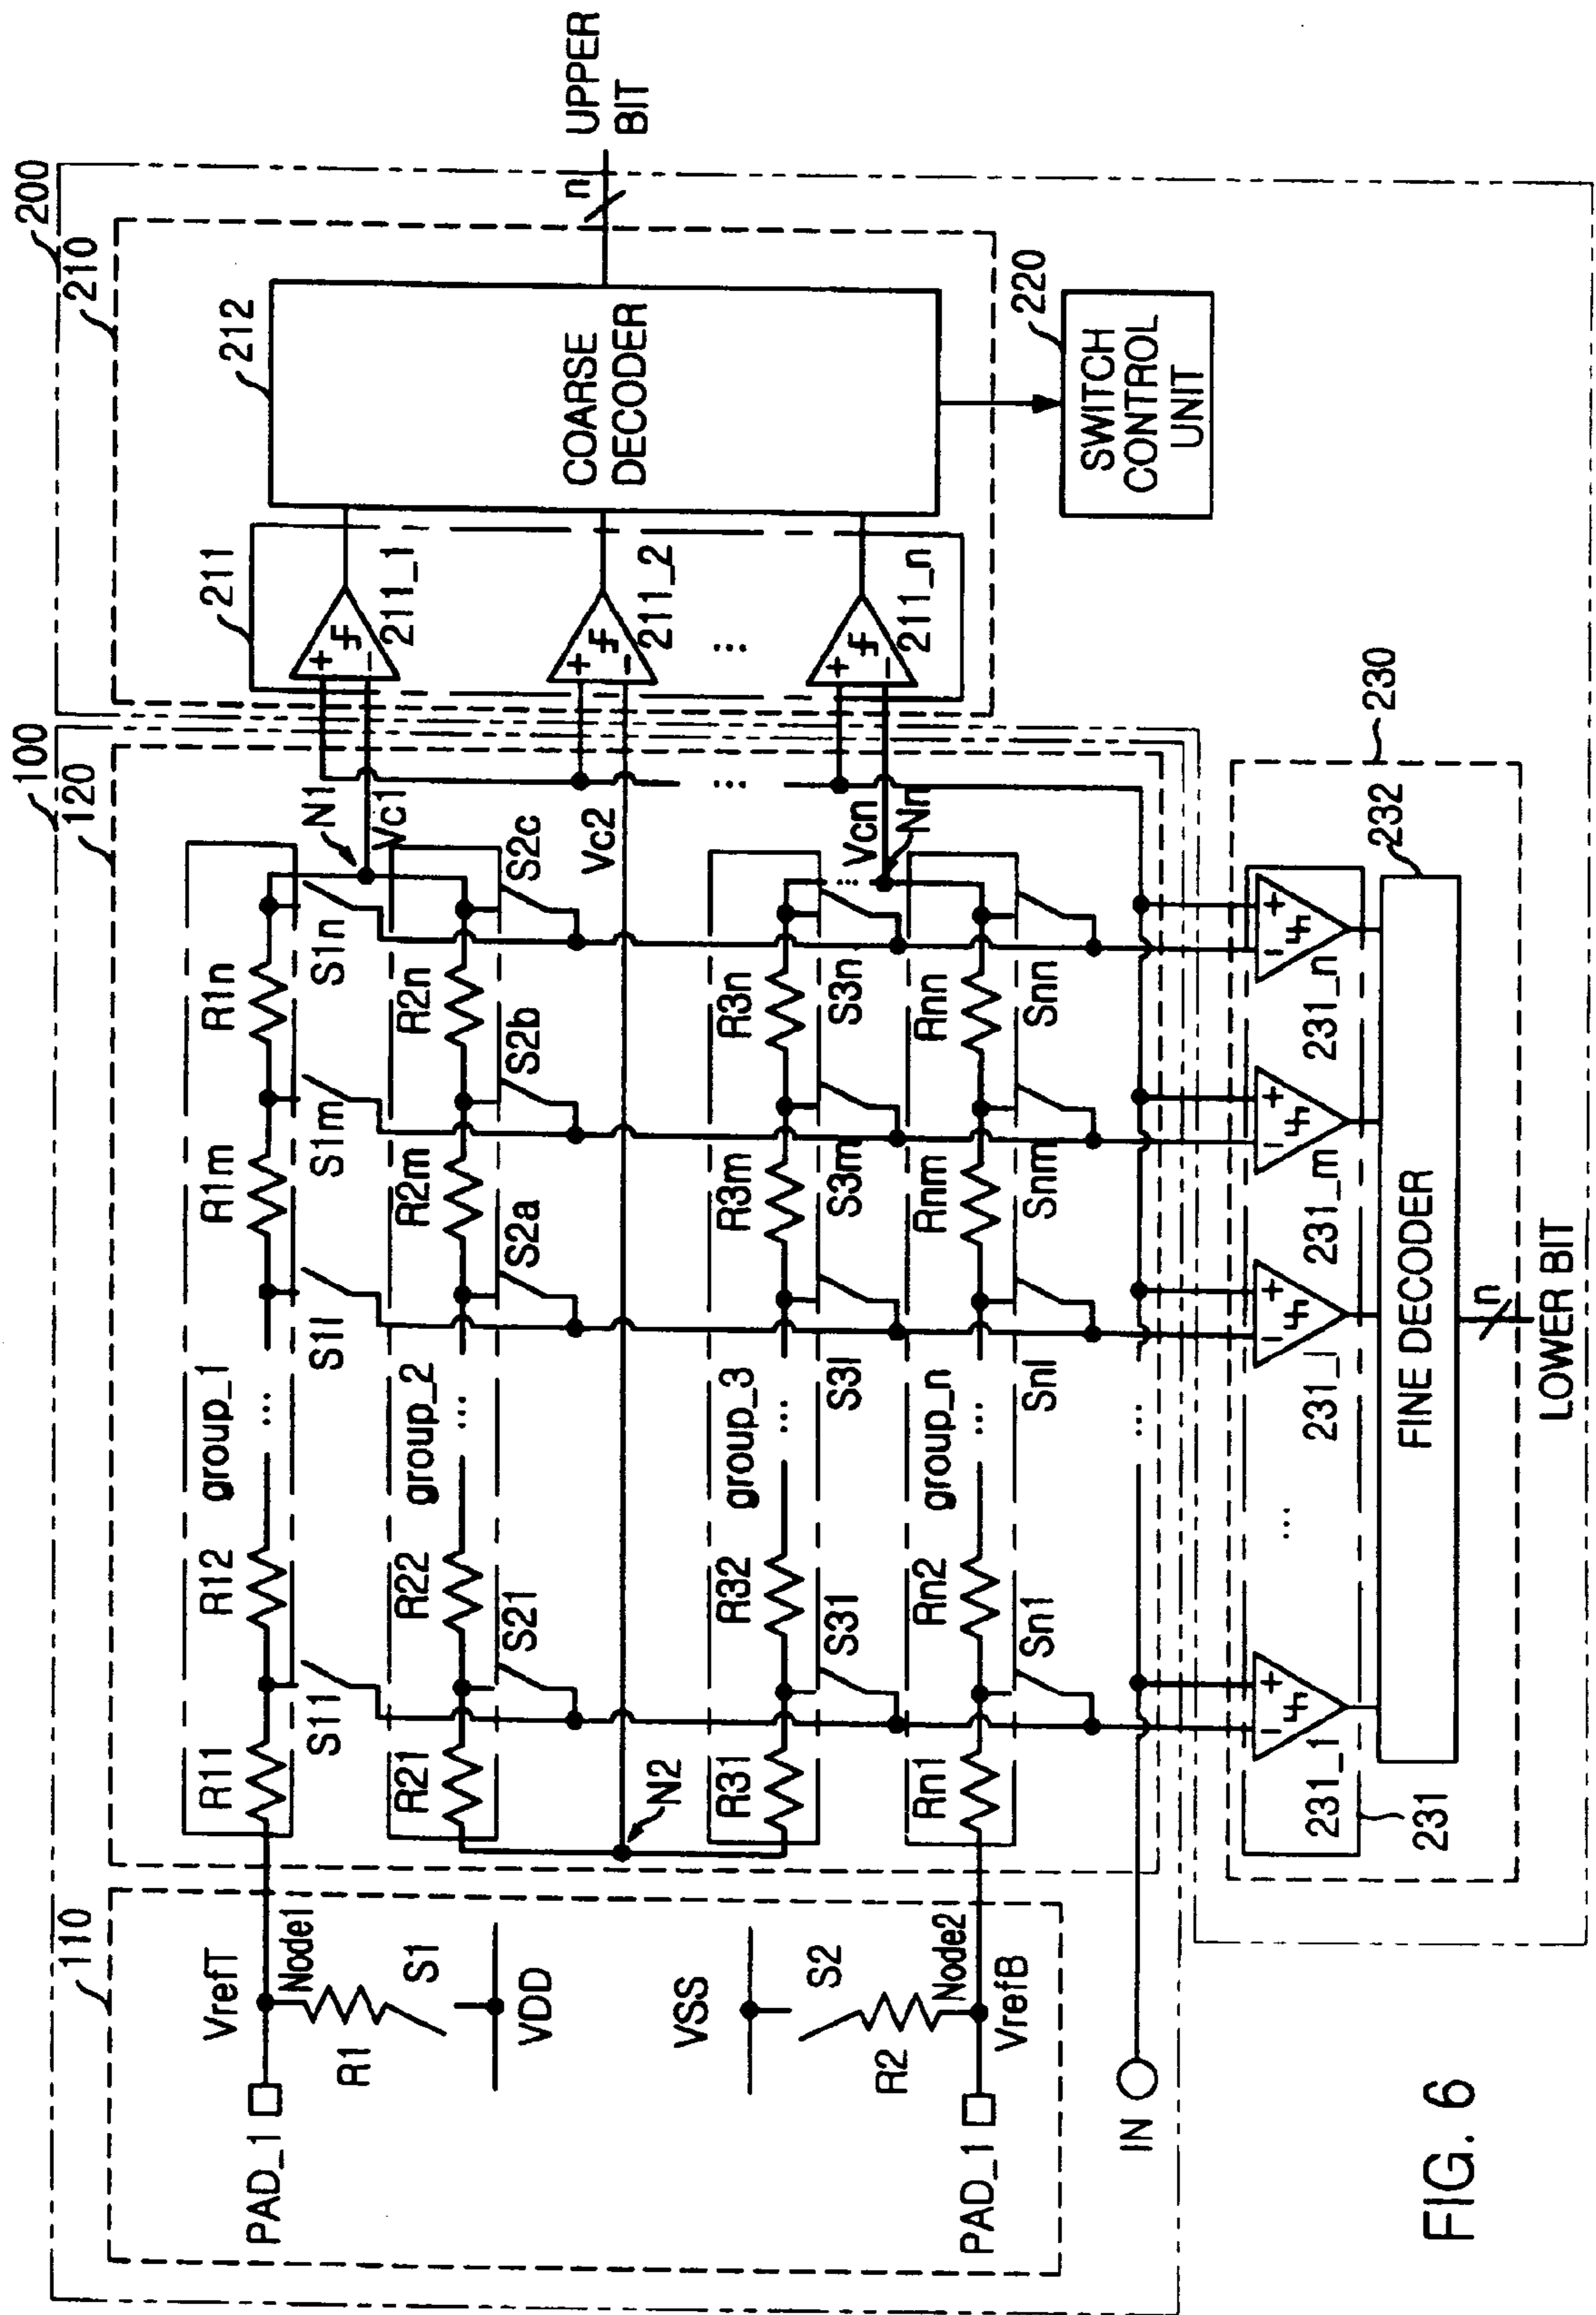 100
120
200
210
110
212
211
VrefT
PAD_1
Node1
R1
S1
VDD
VSS
S2
R2
Node2
VrefB
PAD_1
IN
R11
R12
group_1
...
R1m
R1n
S11
S1l
S1m
S1n
N1
Vc1
R21
R22
group_2
...
R2m
R2n
S21
S2a
S2b
S2c
N2
Vc2
R31
R32
group_3
...
R3m
R3n
S31
S3l
S3m
S3n
Vcn
Nn
...
Rn1
Rn2
group_n
...
Rnm
Rnn
Sn1
Snl
Snm
Snn
...
...
+
−
211_1
+
−
211_2
...
+
−
211_n
COARSE
DECODER
n
UPPER
BIT
220
SWITCH
CONTROL
UNIT
230
− +
− +
− +
− +
231_1
...
231_l
231_m
231_n
231
232
FINE DECODER
n
LOWER BIT
FIG. 6